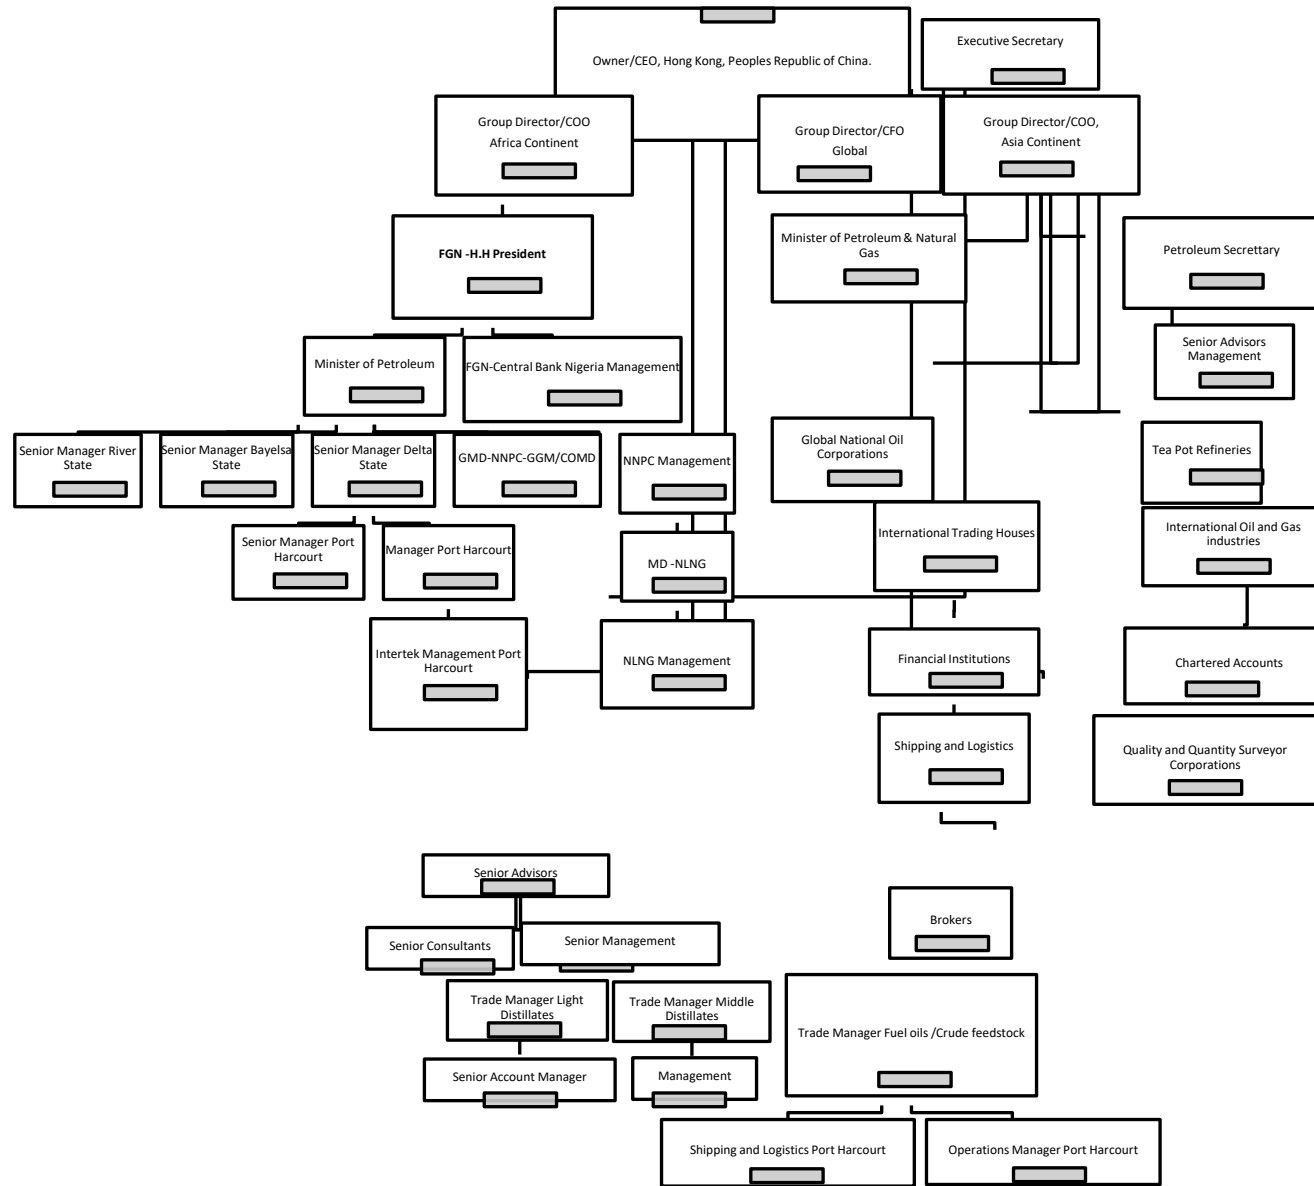 Owner/CEO, Hong Kong, Peoples Republic of China.
Executive Secretary
Group Director/COO
Africa Continent
Group Director/CFO
Global
Group Director/COO,
Asia Continent
FGN -H.H President
Minister of Petroleum & Natural
Gas
Petroleum Secrettary
Minister of Petroleum
FGN-Central Bank Nigeria Management
Senior Advisors
Management
Senior Manager River
State
Senior Manager Bayelsa
State
Senior Manager Delta
State
GMD-NNPC-GGM/COMD
NNPC Management
Global National Oil
Corporations
Tea Pot Refineries
Senior Manager Port
Harcourt
Manager Port Harcourt
MD -NLNG
International Trading Houses
International Oil and Gas
industries
Intertek Management Port
Harcourt
NLNG Management
Financial Institutions
Chartered Accounts
Shipping and Logistics
Quality and Quantity Surveyor
Corporations
Senior Advisors
Brokers
Senior Consultants
Senior Management
Trade Manager Light
Distillates
Trade Manager Middle
Distillates
Trade Manager Fuel oils /Crude feedstock
Senior Account Manager
Management
Shipping and Logistics Port Harcourt
Operations Manager Port Harcourt